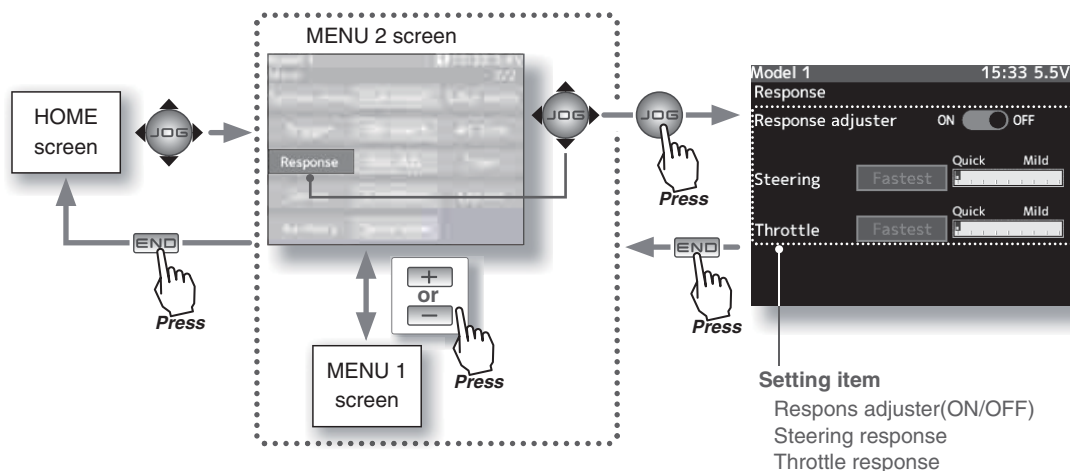 MENU 2 screen
HOME
screen
JOG
Response
JOG
JOG
Press
END
Press
+
or
−
Press
MENU 1
screen
END
Press
Model 1 15:33 5.5V
Response
Response adjuster ON OFF
Quick Mild
Steering Fastest
Quick Mild
Throttle Fastest
Setting item
Respons adjuster(ON/OFF)
Steering response
Throttle response